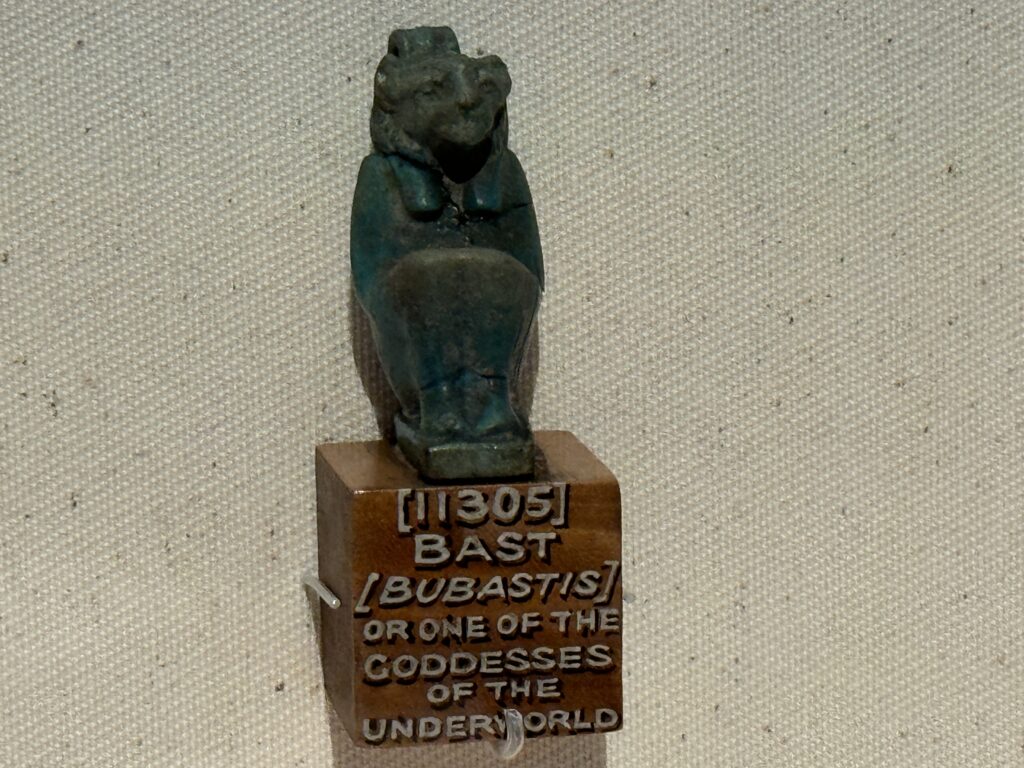 [11305]
BAST
[BUBASTIS]
OR ONE OF THE
GODDESSES
OF THE
UNDERWORLD